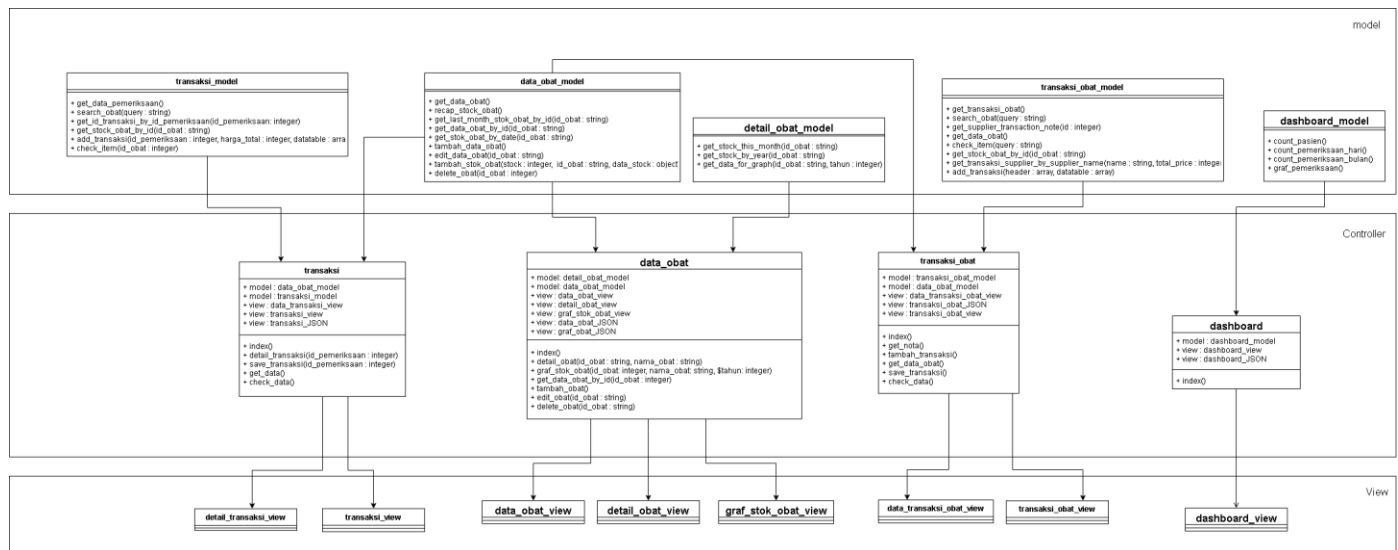 model
transaksi_model
+ get_data_pemeriksaan()
+ search_obat(query : string)
+ get_id_transaksi_by_id_pemeriksaan(id_pemeriksaan: integer)
+ get_stock_obat_by_id(id_obat : string)
+ add_transaksi(id_pemeriksaan : integer, harga_total : integer, datatable : arra
+ check_item(id_obat : integer)
data_obat_model
+ get_data_obat()
+ recap_stock_obat()
+ get_last_month_stok_obat_by_id(id_obat : string)
+ get_data_obat_by_id(id_obat : string)
+ get_stok_obat_by_date(id_obat : string)
+ tambah_data_obat()
+ edit_data_obat(id_obat : string)
+ tambah_stok_obat(stock : integer, id_obat : string, data_stock : object
+ delete_obat(id_obat : integer)
detail_obat_model
+ get_stock_this_month(id_obat : string)
+ get_stock_by_year(id_obat : string)
+ get_data_for_graph(id_obat : string, tahun : integer)
transaksi_obat_model
+ get_transaksi_obat()
+ search_obat(query : string)
+ get_supplier_transaction_note(id : integer)
+ get_data_obat()
+ check_item(query : string)
+ get_stock_obat_by_id(id_obat : string)
+ get_transaksi_supplier_by_supplier_name(name : string, total_price : intege
+ add_transaksi(header : array, datatable : array)
dashboard_model
+ count_pasien()
+ count_pemeriksaan_hari()
+ count_pemeriksaan_bulan()
+ graf_pemeriksaan()
Controller
transaksi
+ model : data_obat_model
+ model : transaksi_model
+ view : data_transaksi_view
+ view : transaksi_view
+ view : transaksi_JSON
+ index()
+ detail_transaksi(id_pemeriksaan : integer)
+ save_transaksi(id_pemeriksaan : integer)
+ get_data()
+ check_data()
data_obat
+ model: detail_obat_model
+ model: data_obat_model
+ view : data_obat_view
+ view : detail_obat_view
+ view : graf_stok_obat_view
+ view : data_obat_JSON
+ view : graf_obat_JSON
+ index()
+ detail_obat(id_obat : string, nama_obat : string)
+ graf_stok_obat(id_obat: integer, nama_obat: string, $tahun: integer)
+ get_data_obat_by_id(id_obat : integer)
+ tambah_obat()
+ edit_obat(id_obat : string)
+ delete_obat(id_obat : string)
transaksi_obat
+ model : transaksi_obat_model
+ model : data_obat_model
+ view : data_transaksi_obat_view
+ view : transaksi_obat_JSON
+ view : transaksi_obat_view
+ index()
+ get_nota()
+ tambah_transaksi()
+ get_data_obat()
+ save_transaksi()
+ check_data()
dashboard
+ model : dashboard_model
+ view : dashboard_view
+ view : dashboard_JSON
+ index()
View
detail_transaksi_view
transaksi_view
data_obat_view
detail_obat_view
graf_stok_obat_view
data_transaksi_obat_view
transaksi_obat_view
dashboard_view